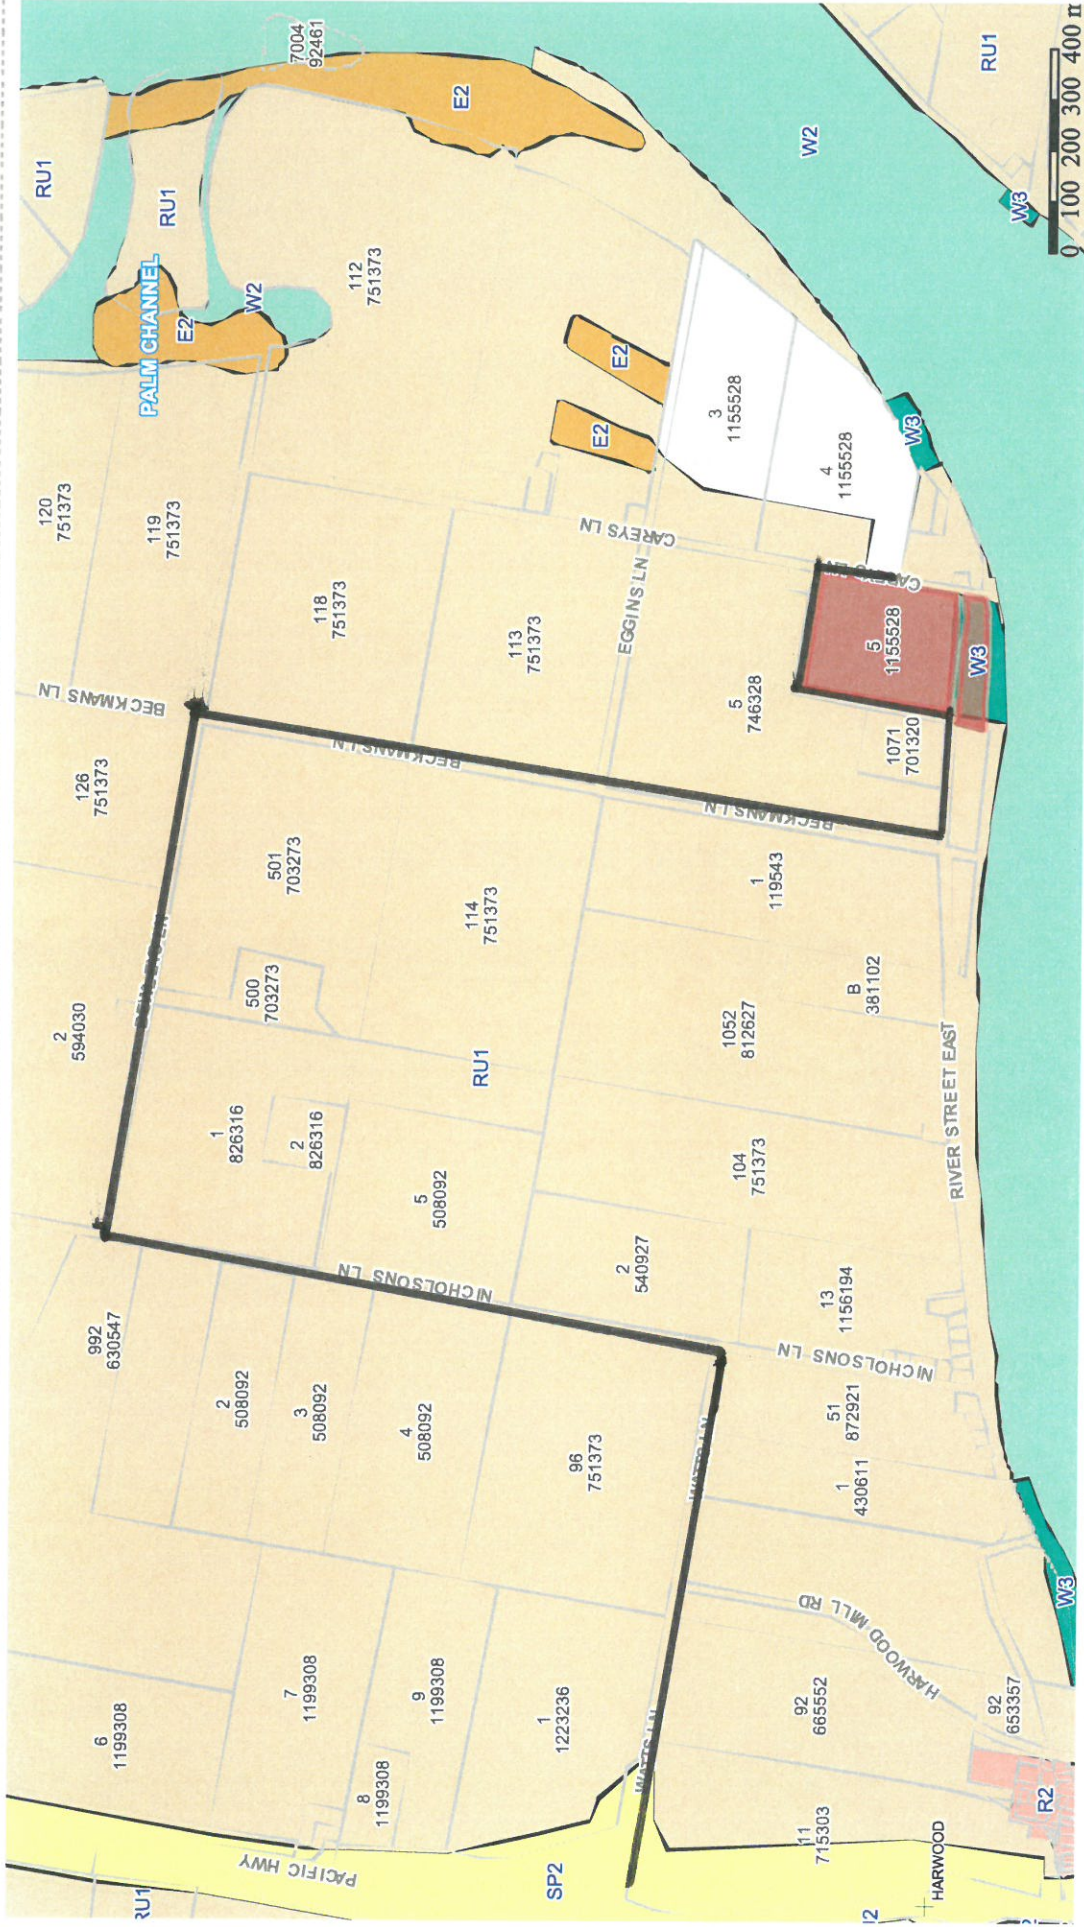 RU1
7004
92461
E2
RU1
PALM CHANNEL
E2
W2
112
751373
120
751373
119
751373
118
751373
113
751373
BECKMANS LN
126
751373
2
594030
501
703273
500
703273
BECKMANS LN
114
751373
1
826316
2
826316
RU1
5
508092
NICHOLSONS LN
992
630547
2
508092
3
508092
4
508092
96
751373
6
1199308
7
1199308
8
1199308
9
1199308
1
1223236
PACIFIC HWY
RU1
SP2
E2
E2
CAREYS LN
EGGINS LN
3
1155528
4
1155528
W3
W2
RU1
W3
5
746328
5
1155528
W3
1071
701320
BECKMANS LN
BECKMANS LN
1
119543
B
381102
1052
812627
104
751373
RIVER STREET EAST
2
540927
13
1156194
NICHOLSONS LN
51
872921
1
430611
WATTS LN
HARWOOD MILL RD
W3
92
665552
92
653357
11
715303
R2
HARWOOD
0 100 200 300 400 m